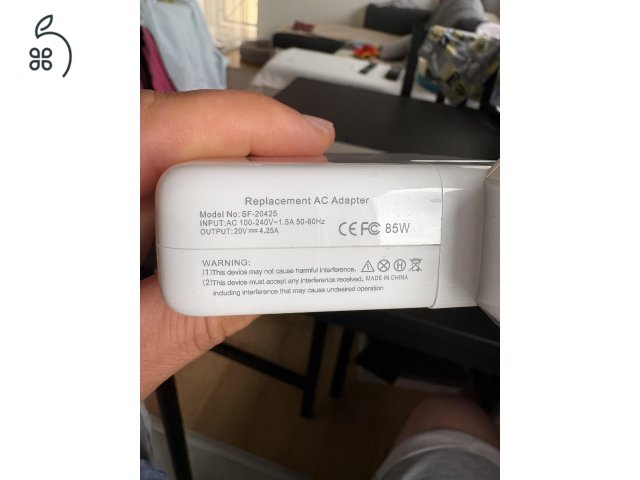 Replacement AC Adapter
Model No: SF-20425
INPUT:AC 100-240V~1.5A 50-60Hz
OUTPUT: 20V⎓4.25A
CE FC 85W
WARNING:
(1)This device may not cause harmful interference.
(2)This device must accept any interference received. MADE IN CHINA
including interference that may cause undesired operation